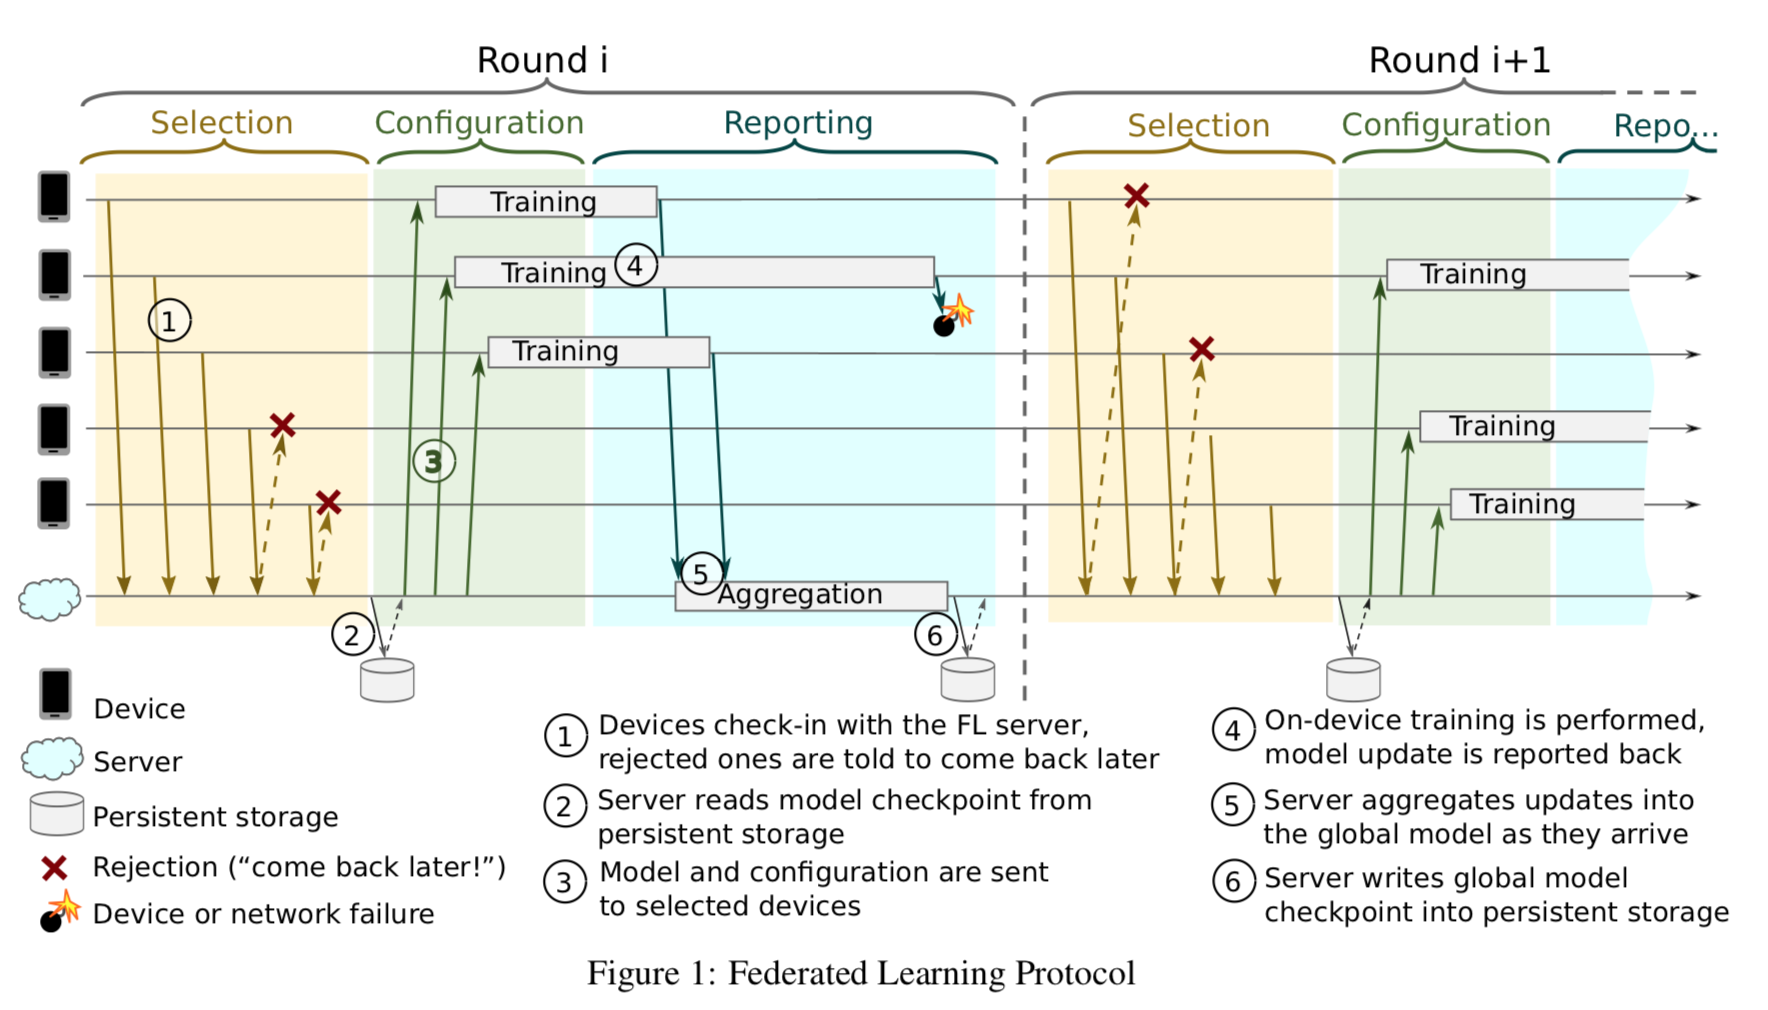 Round i
Round i+1
Selection
Configuration
Reporting
Selection
Configuration
Repo...
Training
Training
4
Training
1
3
5
Aggregation
2
6
Training
Training
Training
Device
Server
Persistent storage
Rejection (“come back later!”)
Device or network failure
1 Devices check-in with the FL server,
rejected ones are told to come back later
2 Server reads model checkpoint from
persistent storage
3 Model and configuration are sent
to selected devices
4 On-device training is performed,
model update is reported back
5 Server aggregates updates into
the global model as they arrive
6 Server writes global model
checkpoint into persistent storage
Figure 1: Federated Learning Protocol